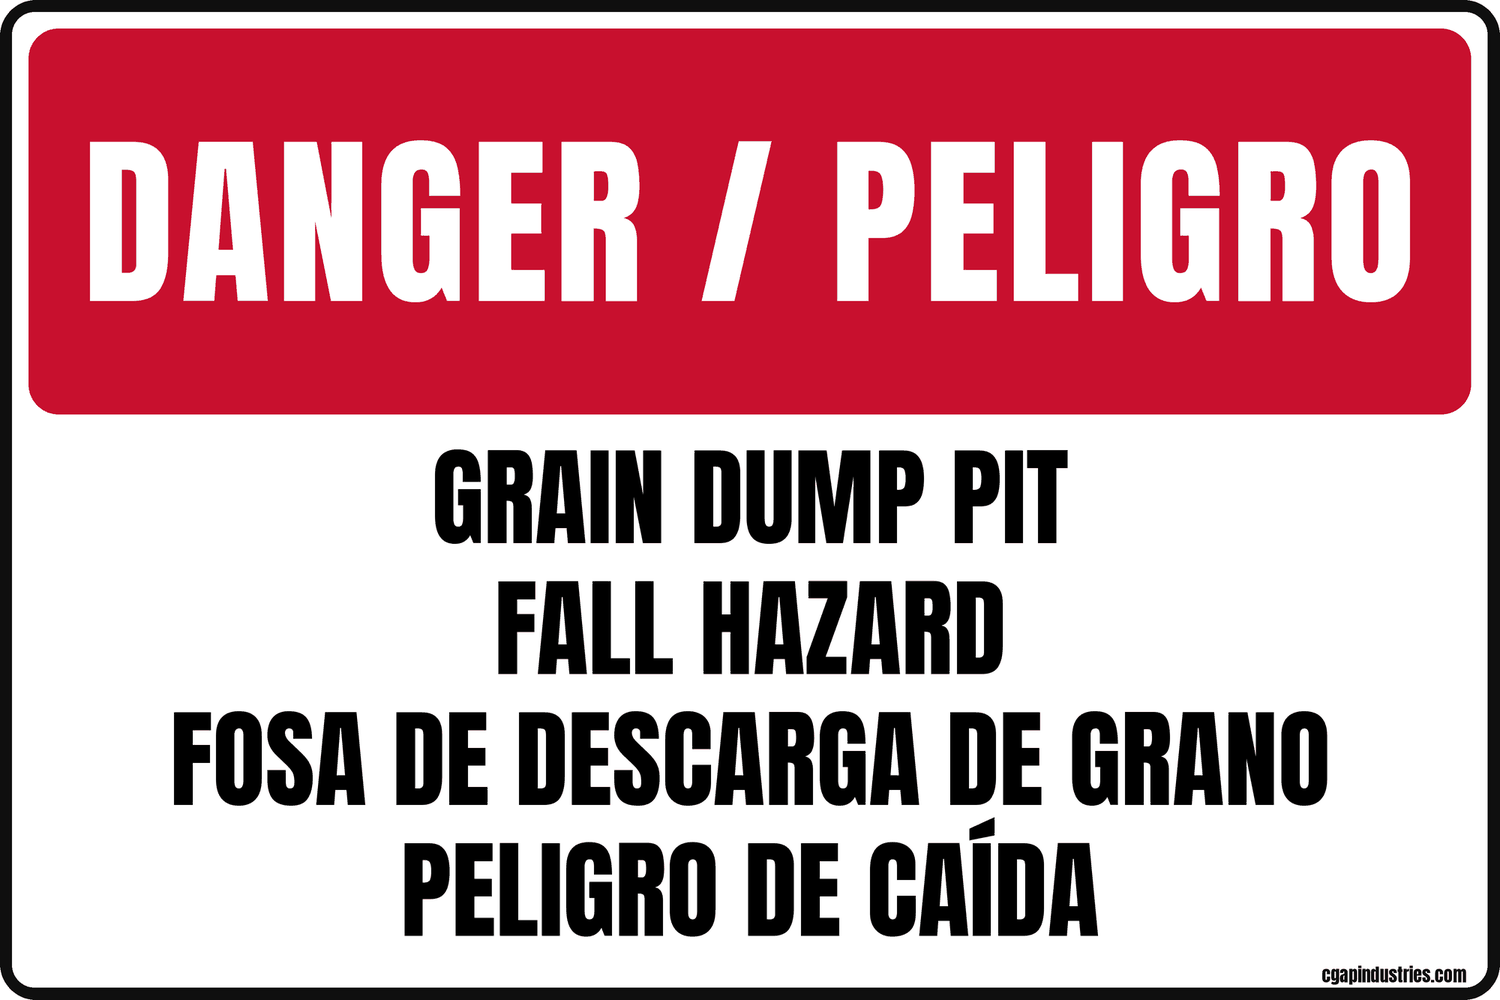 DANGER / PELIGRO
GRAIN DUMP PIT
FALL HAZARD
FOSA DE DESCARGA DE GRANO
PELIGRO DE CAÍDA
cgapindustries.com